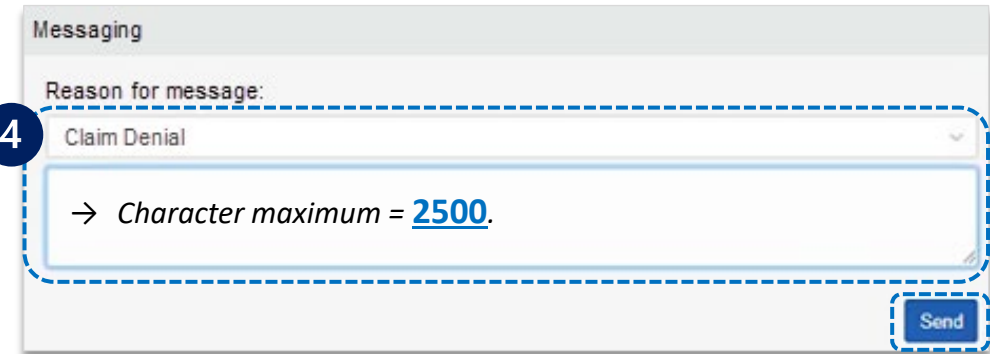 Messaging
Reason for message:
4
Claim Denial
→ Character maximum = 2500.
Send